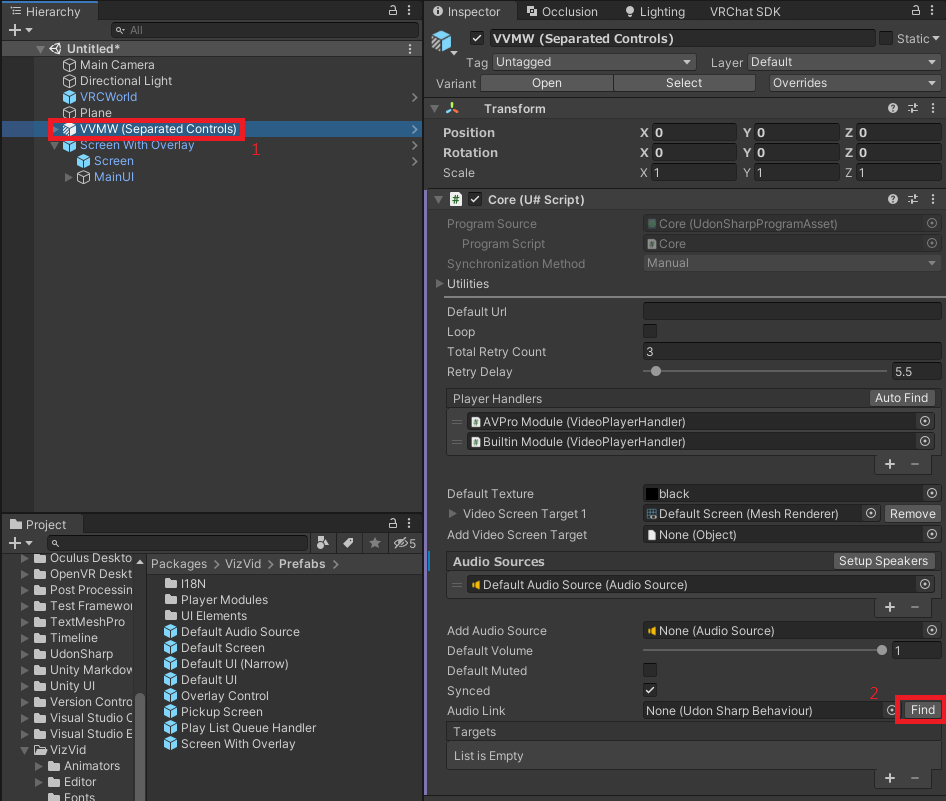 Hierarchy
All
Untitled*
Main Camera
Directional Light
VRCWorld
Plane
VVMW (Separated Controls)
1
Screen With Overlay
Screen
MainUI
Project
5
Oculus Deskto
OpenVR Deskt
Post Processin
Test Framewor
TextMeshPro
Timeline
UdonSharp
Unity Markdow
Unity UI
Version Contro
Visual Studio C
Visual Studio E
VizVid
Animators
Editor
Fonts
Packages > VizVid > Prefabs >
I18N
Player Modules
UI Elements
Default Audio Source
Default Screen
Default UI (Narrow)
Default UI
Overlay Control
Pickup Screen
Play List Queue Handler
Screen With Overlay
Inspector Occlusion Lighting VRChat SDK
VVMW (Separated Controls) Static
Tag Untagged Layer Default
Variant Open Select Overrides
Transform
Position X 0 Y 0 Z 0
Rotation X 0 Y 0 Z 0
Scale X 1 Y 1 Z 1
# Core (U# Script)
Program Source Core (UdonSharpProgramAsset)
Program Script # Core
Synchronization Method Manual
Utilities
Default Url
Loop
Total Retry Count 3
Retry Delay 5.5
Player Handlers Auto Find
# AVPro Module (VideoPlayerHandler)
# Builtin Module (VideoPlayerHandler)
+ −
Default Texture black
Video Screen Target 1 Default Screen (Mesh Renderer) Remove
Add Video Screen Target None (Object)
Audio Sources Setup Speakers
Default Audio Source (Audio Source)
+ −
Add Audio Source None (Audio Source)
Default Volume 1
Default Muted
Synced
2
Audio Link None (Udon Sharp Behaviour) Find
Targets
List is Empty
+ −